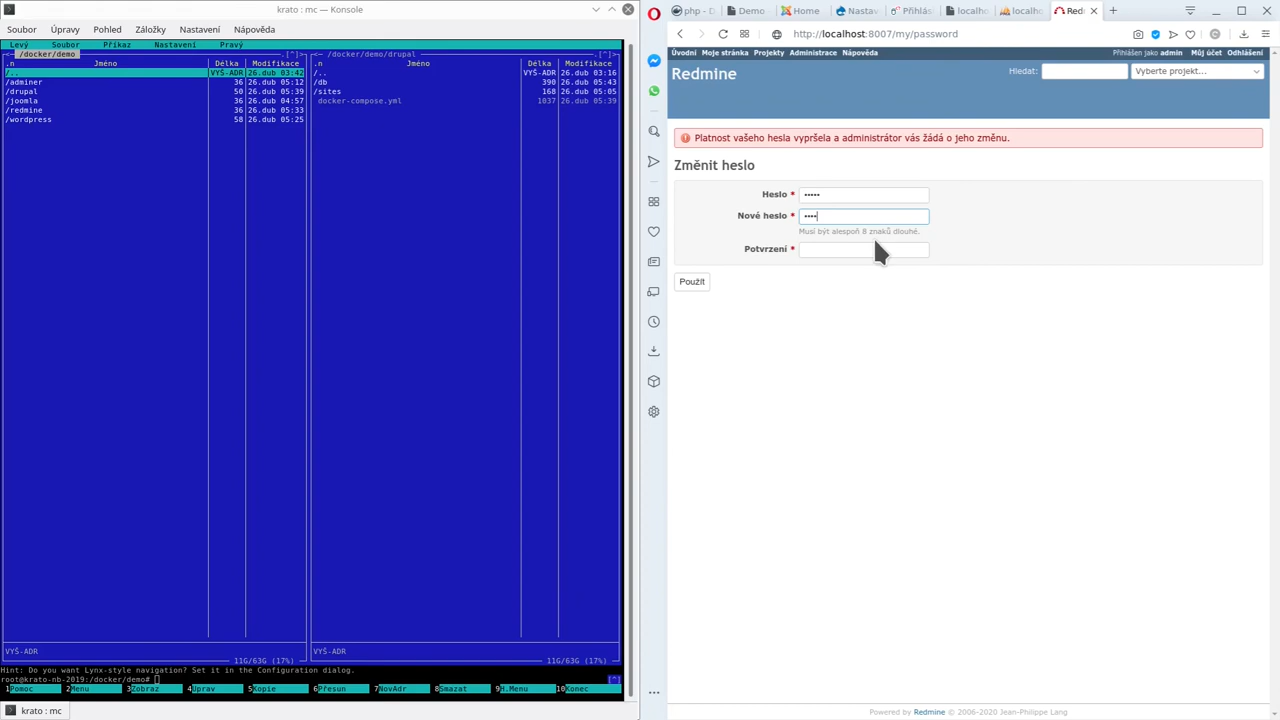 krato : mc — Konsole
Soubor Úpravy Pohled Záložky Nastavení Nápověda
Levý Soubor Příkaz Nastavení Pravý
/docker/demo .[^]>
.n Jméno Délka Modifikace
/.. VYŠ-ADR 26.dub 03:42
/adminer 36 26.dub 05:12
/drupal 50 26.dub 05:39
/joomla 36 26.dub 04:57
/redmine 36 26.dub 05:33
/wordpress 58 26.dub 05:25
VYŠ-ADR
11G/63G (17%)
<- /docker/demo/drupal .[^]>
.n Jméno Délka Modifikace
/.. VYŠ-ADR 26.dub 03:16
/db 390 26.dub 05:43
/sites 168 26.dub 05:05
docker-compose.yml 1037 26.dub 05:39
VYŠ-ADR
11G/63G (17%)
Hint: Do you want Lynx-style navigation? Set it in the Configuration dialog.
root@krato-nb-2019:/docker/demo# [^]
1Pomoc 2Menu 3Zobraz 4Uprav 5Kopie 6Přesun 7NovAdr 8Smazat 9H.Menu 10Konec
krato : mc
php - D Demo Home Nastav Přihlás localho localho Redm
http://localhost:8007/my/password
Úvodní Moje stránka Projekty Administrace Nápověda Přihlášen jako admin Můj účet Odhlášení
Redmine Hledat: Vyberte projekt...
Platnost vašeho hesla vypršela a administrátor vás žádá o jeho změnu.
Změnit heslo
Heslo *
Nové heslo *
Musí být alespoň 8 znaků dlouhé.
Potvrzení *
Použít
Powered by Redmine © 2006-2020 Jean-Philippe Lang